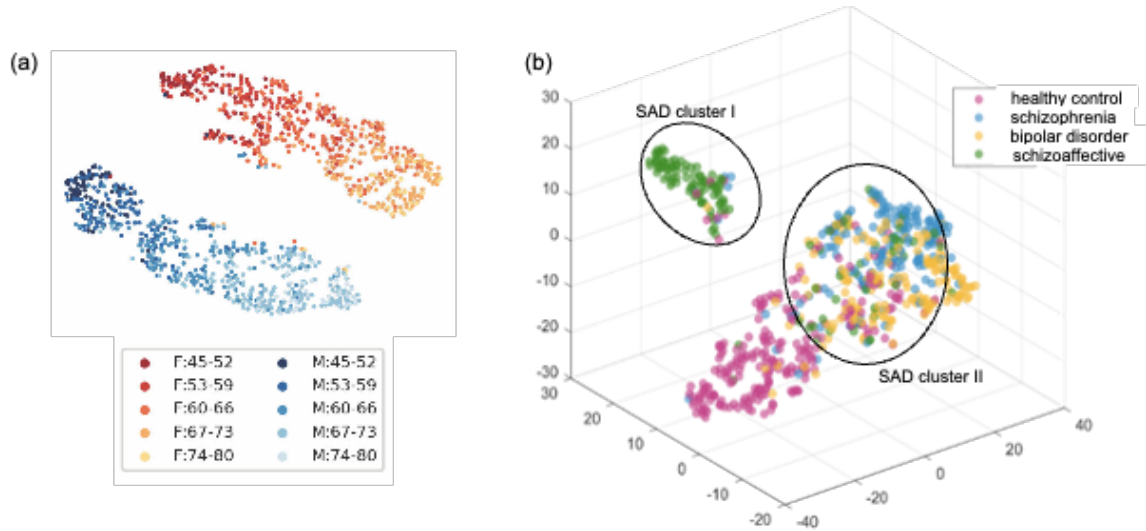 (a)
F:45-52 M:45-52
F:53-59 M:53-59
F:60-66 M:60-66
F:67-73 M:67-73
F:74-80 M:74-80
(b)
SAD cluster I
healthy control
schizophrenia
bipolar disorder
schizoaffective
SAD cluster II
30
20
10
0
-10
-20
-30
30
20
10
0
-10
-20
-40
-20
0
20
40